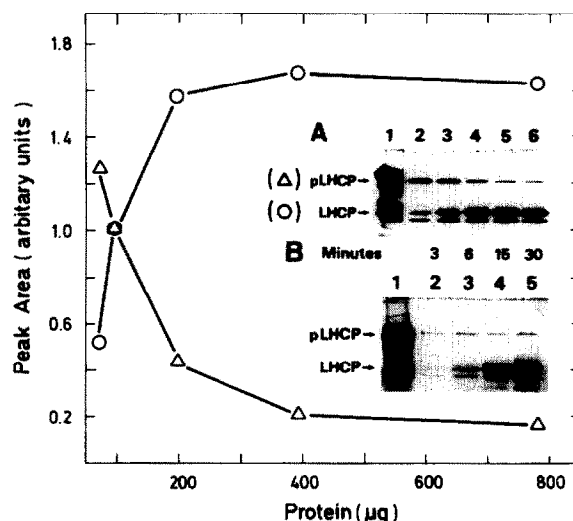 1.8
1.4
1.0
0.6
0.2
Peak Area (arbitary units)
A
1 2 3 4 5 6
(△) pLHCP→
(○) LHCP→
B Minutes 3 6 15 30
1 2 3 4 5
pLHCP→
LHCP→
200 400 600 800
Protein (µg)